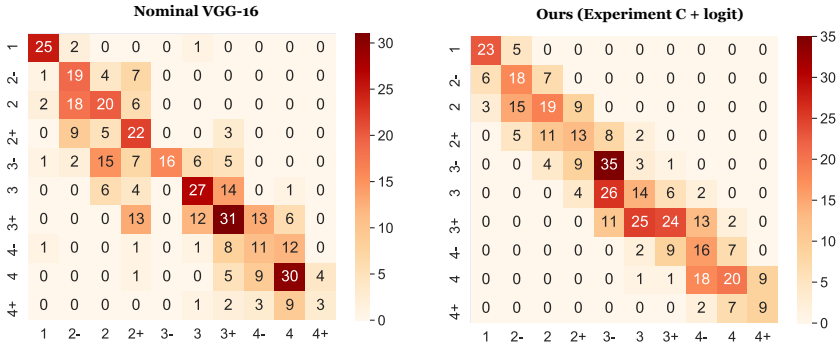 Nominal VGG-16
1 25 2 0 0 0 1 0 0 0 0
2- 1 19 4 7 0 0 0 0 0 0
2 2 18 20 6 0 0 0 0 0 0
2+ 0 9 5 22 0 0 3 0 0 0
3- 1 2 15 7 16 6 5 0 0 0
3 0 0 6 4 0 27 14 0 1 0
3+ 0 0 0 13 0 12 31 13 6 0
4- 1 0 0 1 0 1 8 11 12 0
4 0 0 0 1 0 0 5 9 30 4
4+ 0 0 0 0 0 1 2 3 9 3
1 2- 2 2+ 3- 3 3+ 4- 4 4+
30
25
20
15
10
5
0
Ours (Experiment C + logit)
1 23 5 0 0 0 0 0 0 0 0
2- 6 18 7 0 0 0 0 0 0 0
2 3 15 19 9 0 0 0 0 0 0
2+ 0 5 11 13 8 2 0 0 0 0
3- 0 0 4 9 35 3 1 0 0 0
3 0 0 0 4 26 14 6 2 0 0
3+ 0 0 0 0 11 25 24 13 2 0
4- 0 0 0 0 0 2 9 16 7 0
4 0 0 0 0 0 1 1 18 20 9
4+ 0 0 0 0 0 0 0 2 7 9
1 2- 2 2+ 3- 3 3+ 4- 4 4+
35
30
25
20
15
10
5
0